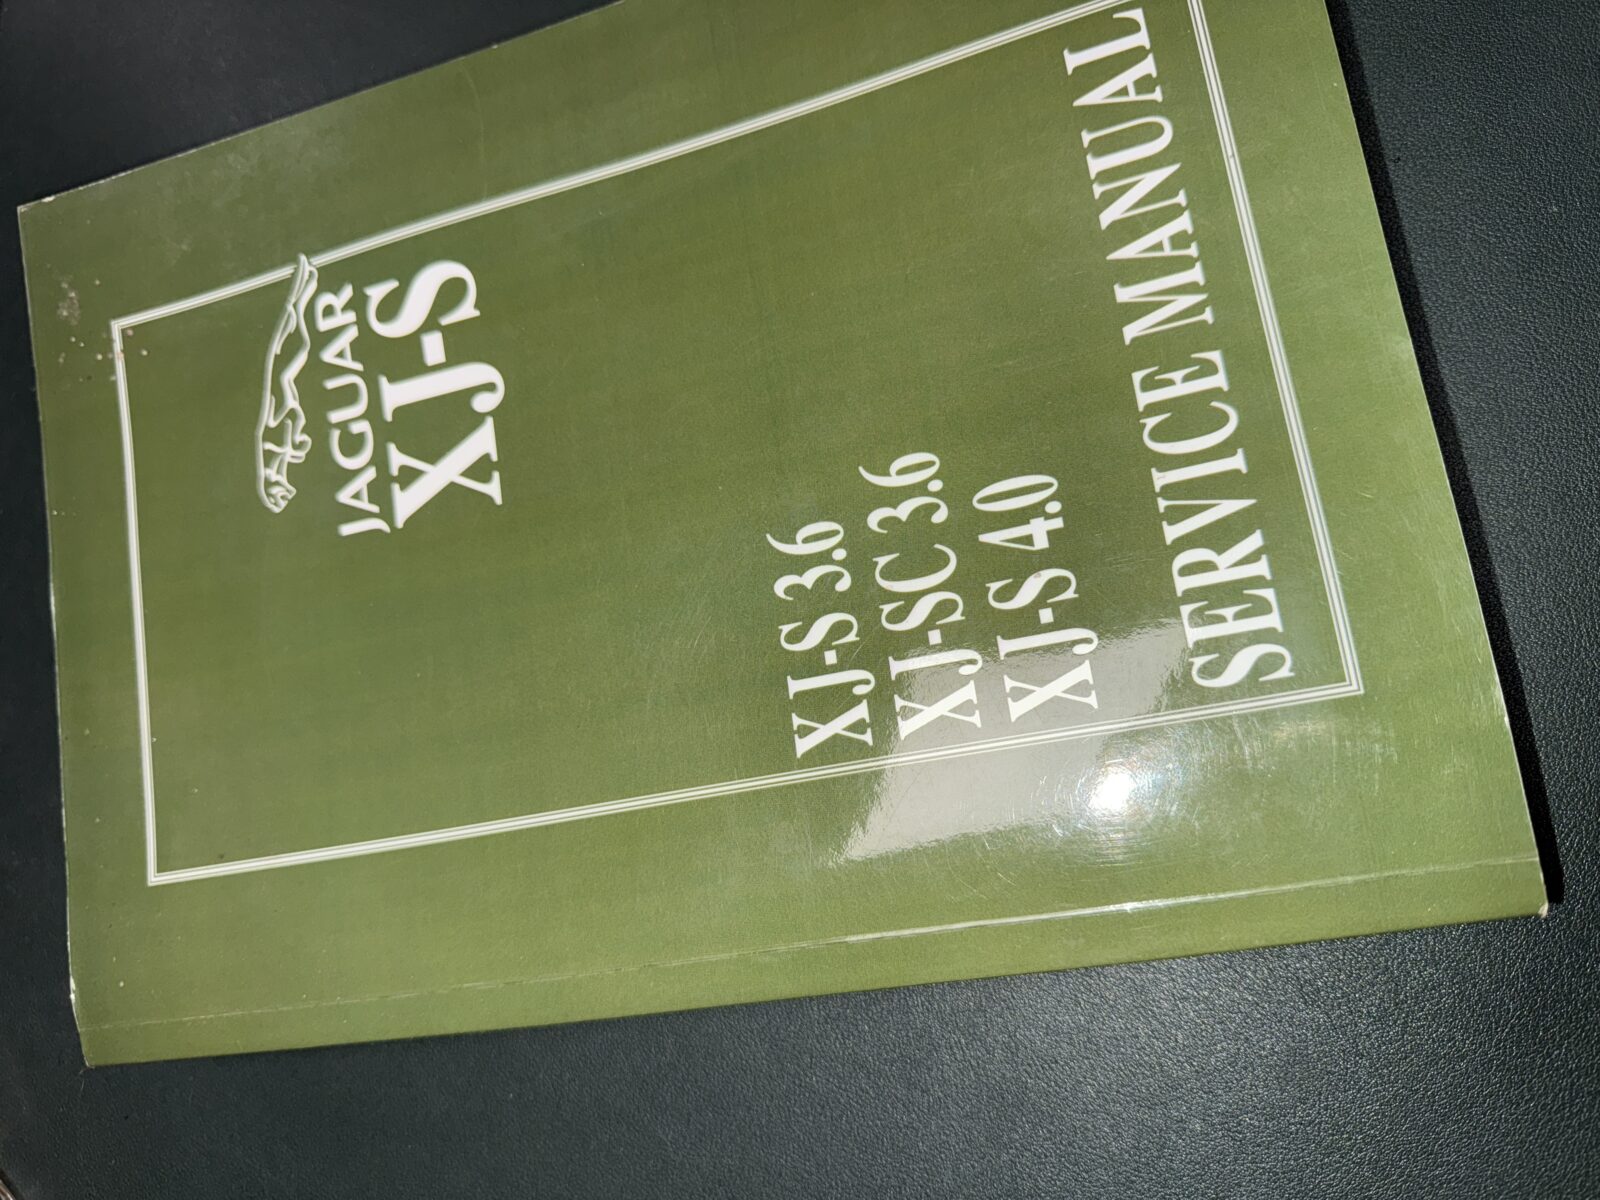 JAGUAR
XJ-S
XJ-S 3.6
XJ-SC 3.6
XJ-S 4.0
SERVICE MANUAL